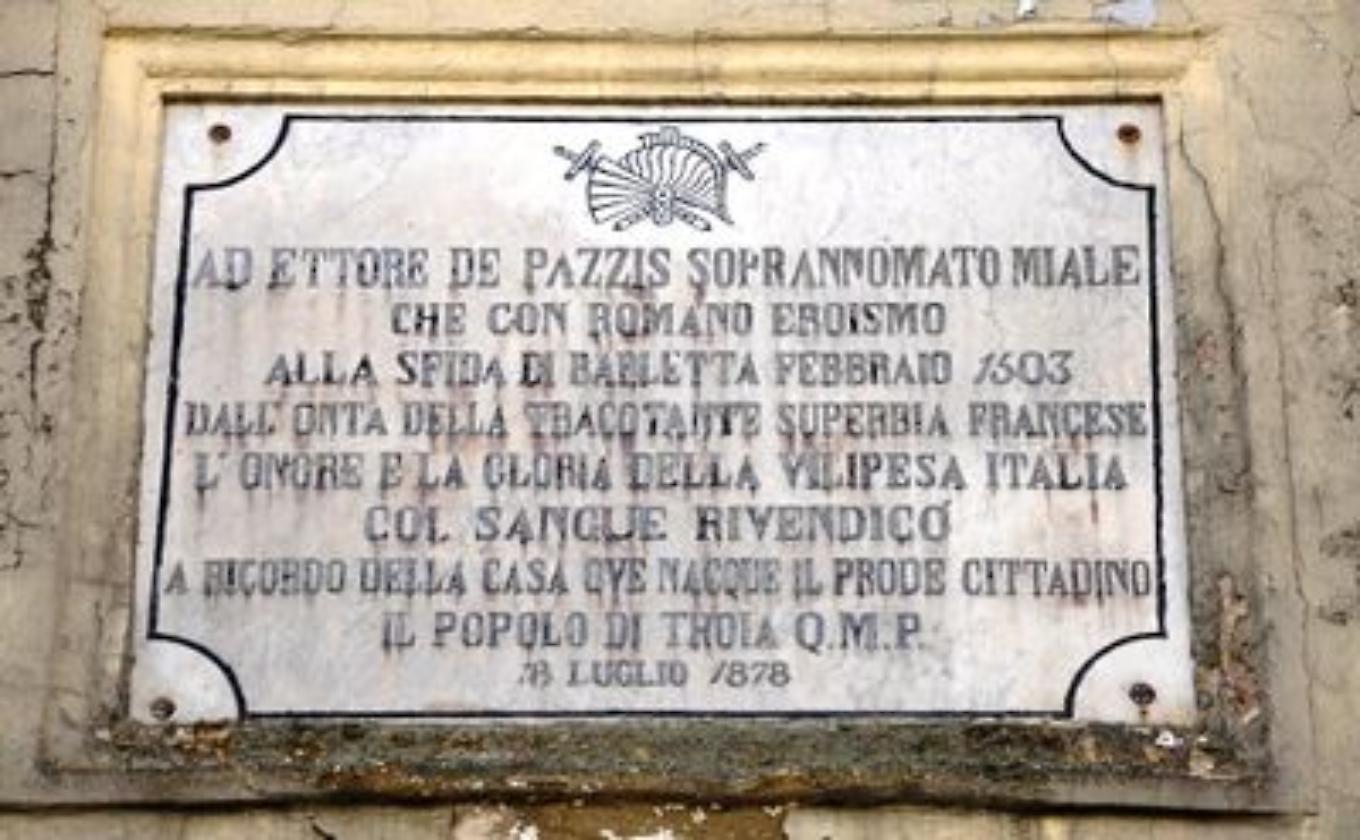 AD ETTORE DE PAZZIS SOPRANNOMATO MIALE
CHE CON ROMANO EROISMO
ALLA SFIDA DI BARLETTA FEBBRAIO 1503
DALL'ONTA DELLA TRACOTANTE SUPERBIA FRANCESE
L'ONORE E LA GLORIA DELLA VILIPESA ITALIA
COL SANGUE RIVENDICÓ
A RICORDO DELLA CASA OVE NACQUE IL PRODE CITTADINO
IL POPOLO DI TROIA Q.M.P.
LUGLIO 1878